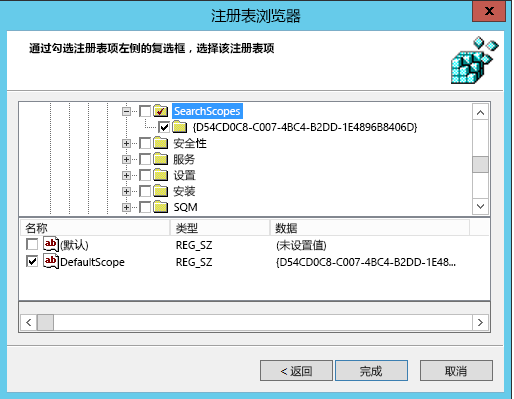 注册表浏览器
通过勾选注册表项左侧的复选框，选择该注册表项
SearchScopes
{D54CD0C8-C007-4BC4-B2DD-1E4896B8406D}
安全性
服务
设置
安装
SQM
名称 类型 数据
(默认) REG_SZ (未设置值)
DefaultScope REG_SZ {D54CD0C8-C007-4BC4-B2DD-1E48...
< 返回 完成 取消